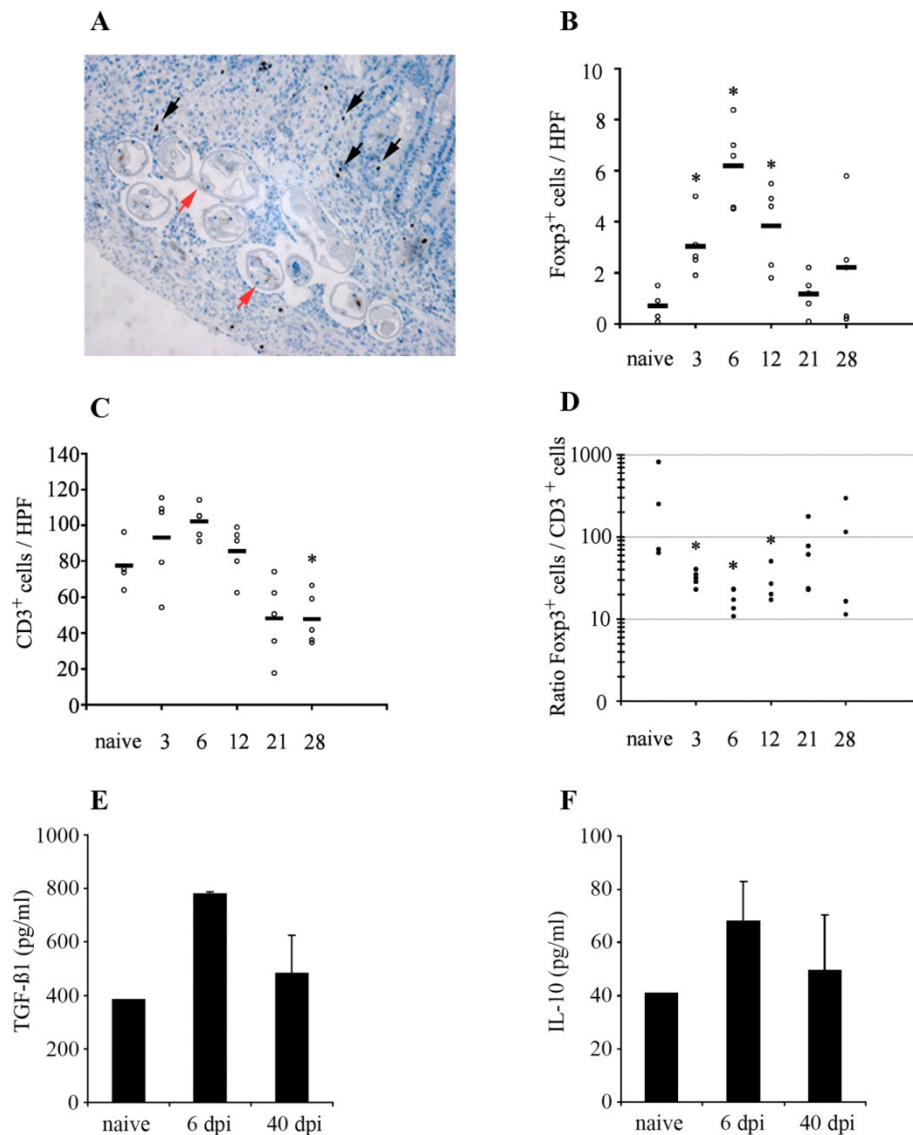 A
B
Foxp3+ cells / HPF
10
8
6
4
2
0
*
*
*
naive 3 6 12 21 28
C
CD3+ cells / HPF
140
120
100
80
60
40
20
0
*
naive 3 6 12 21 28
D
Ratio Foxp3+ cells / CD3 + cells
1000
100
10
0
*
*
*
naive 3 6 12 21 28
E
TGF-ß1 (pg/ml)
1000
800
600
400
200
0
naive 6 dpi 40 dpi
F
IL-10 (pg/ml)
100
80
60
40
20
0
naive 6 dpi 40 dpi